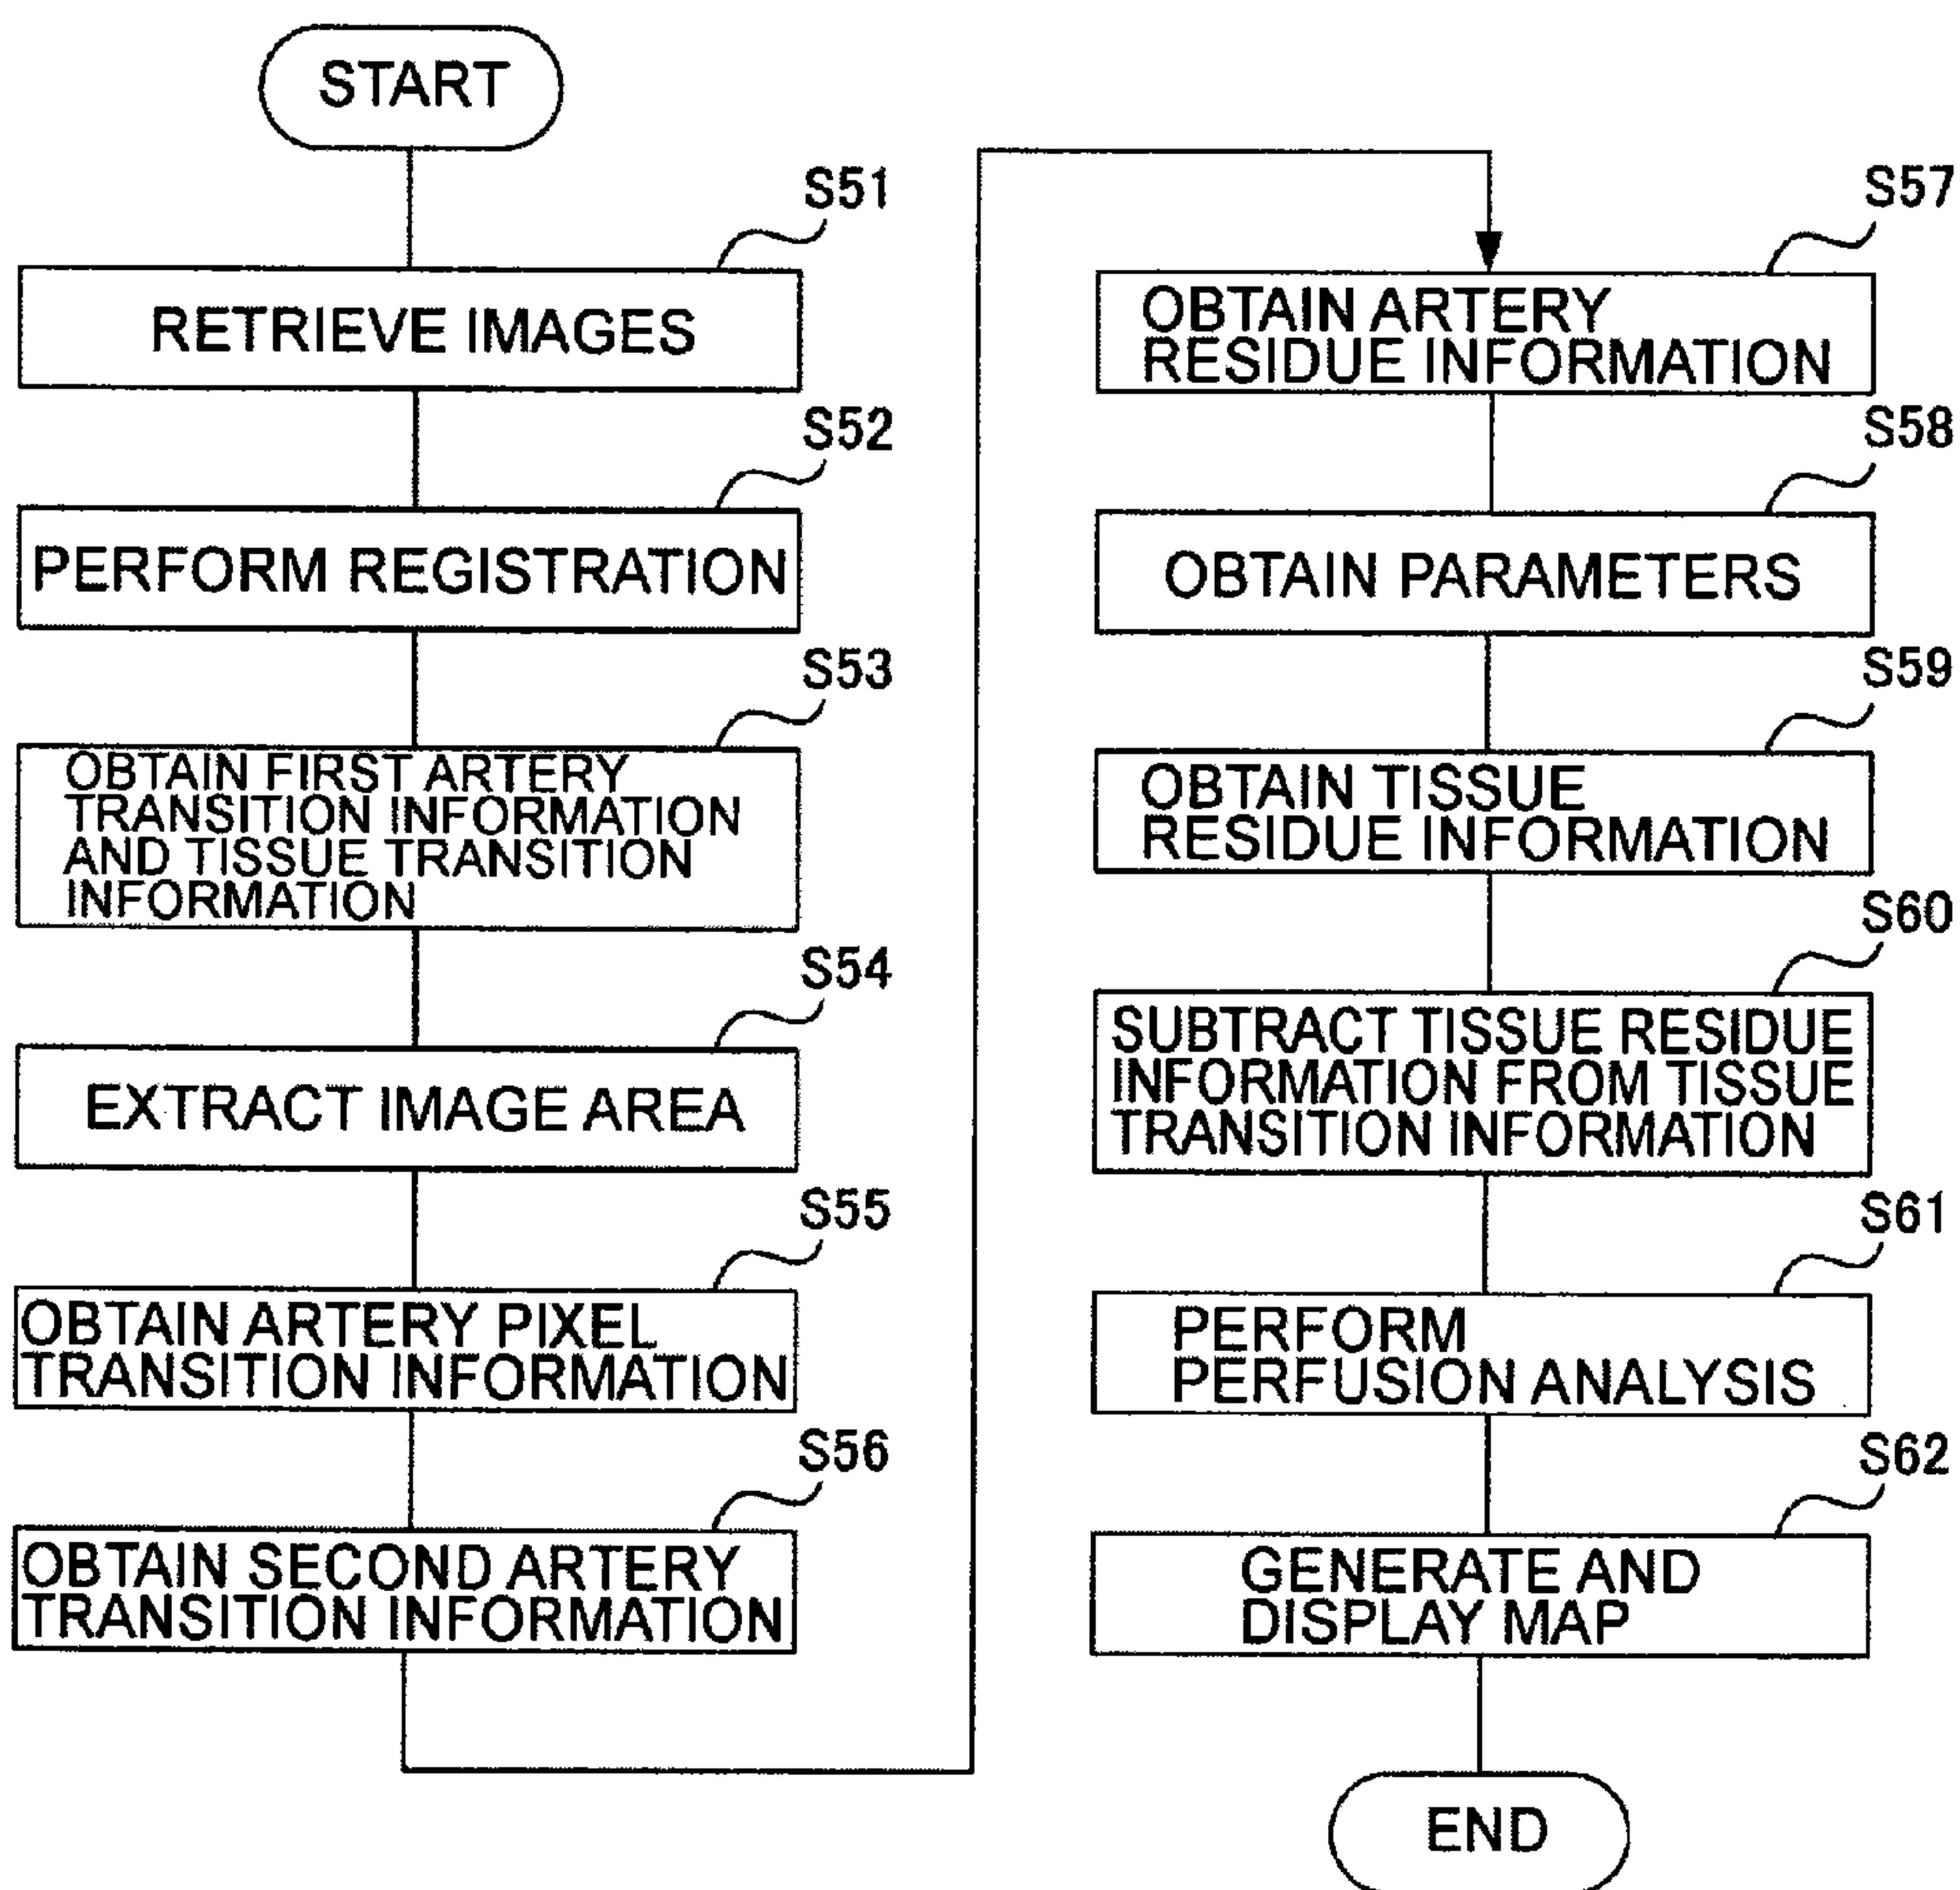 START
S51
RETRIEVE IMAGES
S52
PERFORM REGISTRATION
S53
OBTAIN FIRST ARTERY
TRANSITION INFORMATION
AND TISSUE TRANSITION
INFORMATION
S54
EXTRACT IMAGE AREA
S55
OBTAIN ARTERY PIXEL
TRANSITION INFORMATION
S56
OBTAIN SECOND ARTERY
TRANSITION INFORMATION
S57
OBTAIN ARTERY
RESIDUE INFORMATION
S58
OBTAIN PARAMETERS
S59
OBTAIN TISSUE
RESIDUE INFORMATION
S60
SUBTRACT TISSUE RESIDUE
INFORMATION FROM TISSUE
TRANSITION INFORMATION
S61
PERFORM
PERFUSION ANALYSIS
S62
GENERATE AND
DISPLAY MAP
END